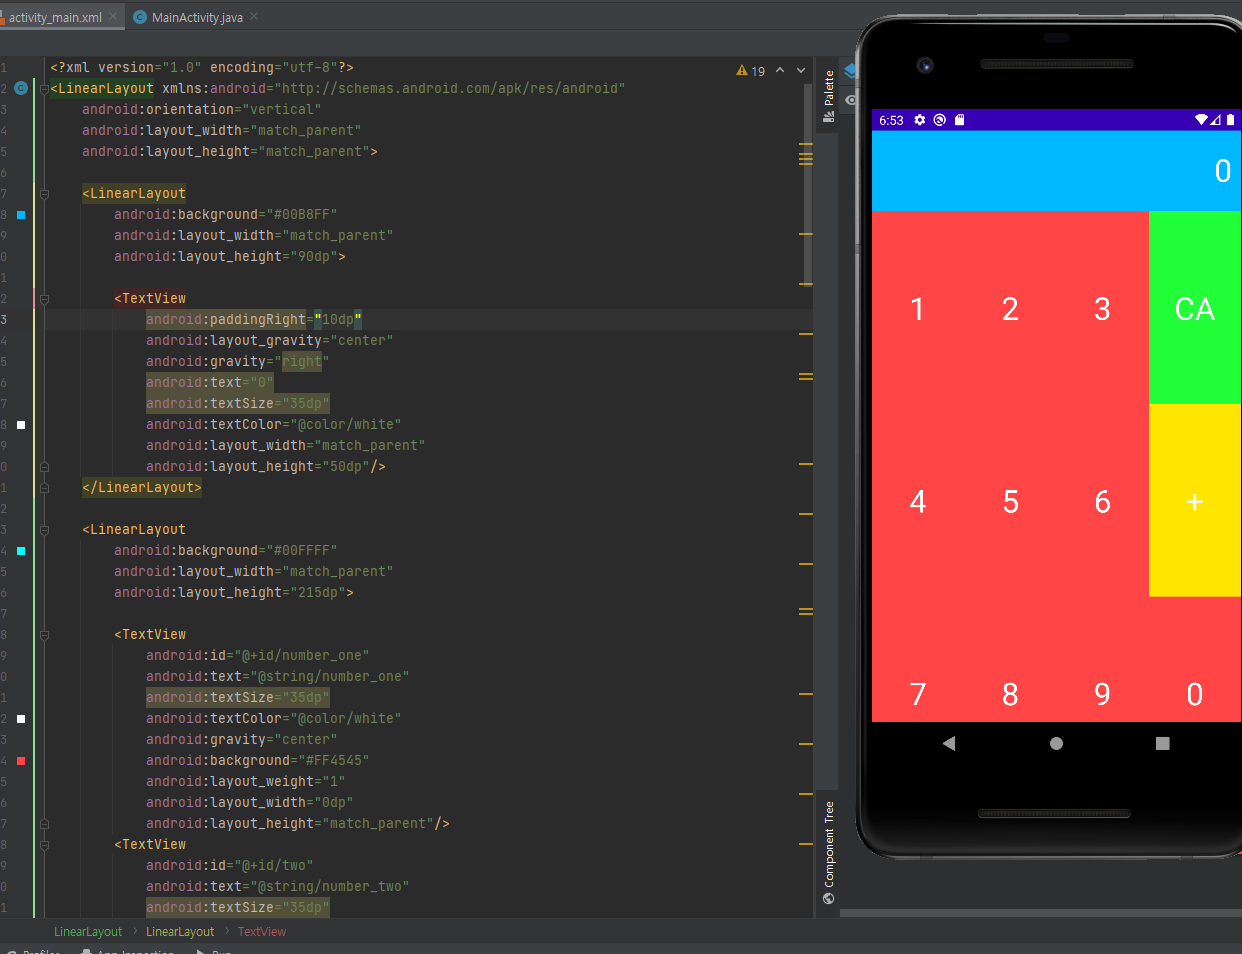 activity_main.xml
MainActivity.java
1 <?xml version="1.0" encoding="utf-8"?>
2 <LinearLayout xmlns:android="http://schemas.android.com/apk/res/android"
3 android:orientation="vertical"
4 android:layout_width="match_parent"
5 android:layout_height="match_parent">
6
7 <LinearLayout
8 android:background="#00B8FF"
9 android:layout_width="match_parent"
0 android:layout_height="90dp">
1
2 <TextView
3 android:paddingRight="10dp"
4 android:layout_gravity="center"
5 android:gravity="right"
6 android:text="0"
7 android:textSize="35dp"
8 android:textColor="@color/white"
9 android:layout_width="match_parent"
0 android:layout_height="50dp"/>
1 </LinearLayout>
2
3 <LinearLayout
4 android:background="#00FFFF"
5 android:layout_width="match_parent"
6 android:layout_height="215dp">
7
8 <TextView
9 android:id="@+id/number_one"
0 android:text="@string/number_one"
1 android:textSize="35dp"
2 android:textColor="@color/white"
3 android:gravity="center"
4 android:background="#FF4545"
5 android:layout_weight="1"
6 android:layout_width="0dp"
7 android:layout_height="match_parent"/>
8 <TextView
9 android:id="@+id/two"
0 android:text="@string/number_two"
1 android:textSize="35dp"
19
Palette
Component Tree
6:53
0
1 2 3 CA
4 5 6 +
7 8 9 0
LinearLayout > LinearLayout > TextView
Profiler App Inspection Run